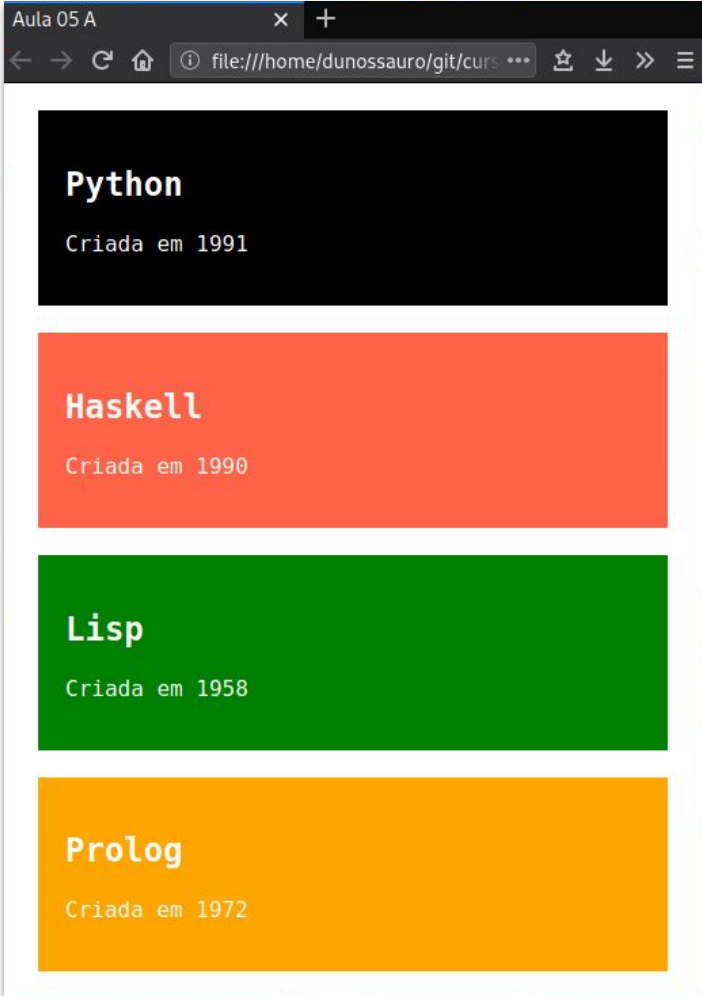 Aula 05 A
file:///home/dunossauro/git/curs
Python
Criada em 1991
Haskell
Criada em 1990
Lisp
Criada em 1958
Prolog
Criada em 1972